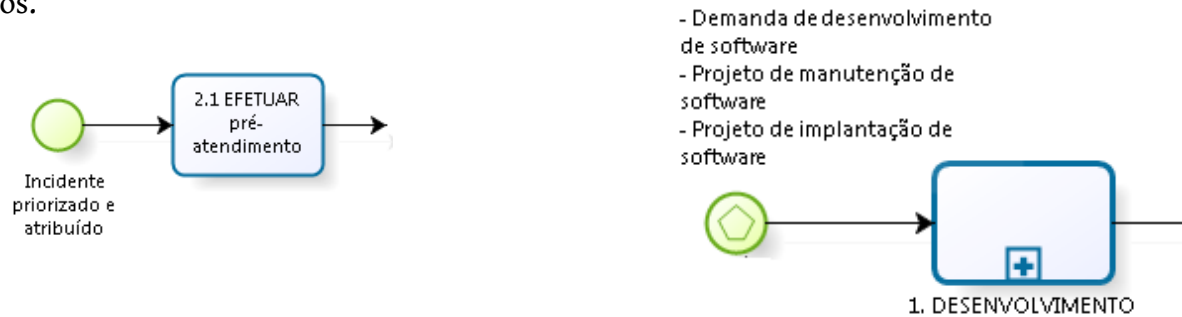 os.
2.1 EFETUAR
pré-
atendimento
Incidente
priorizado e
atribuído
- Demanda de desenvolvimento
de software
- Projeto de manutenção de
software
- Projeto de implantação de
software
1. DESENVOLVIMENTO